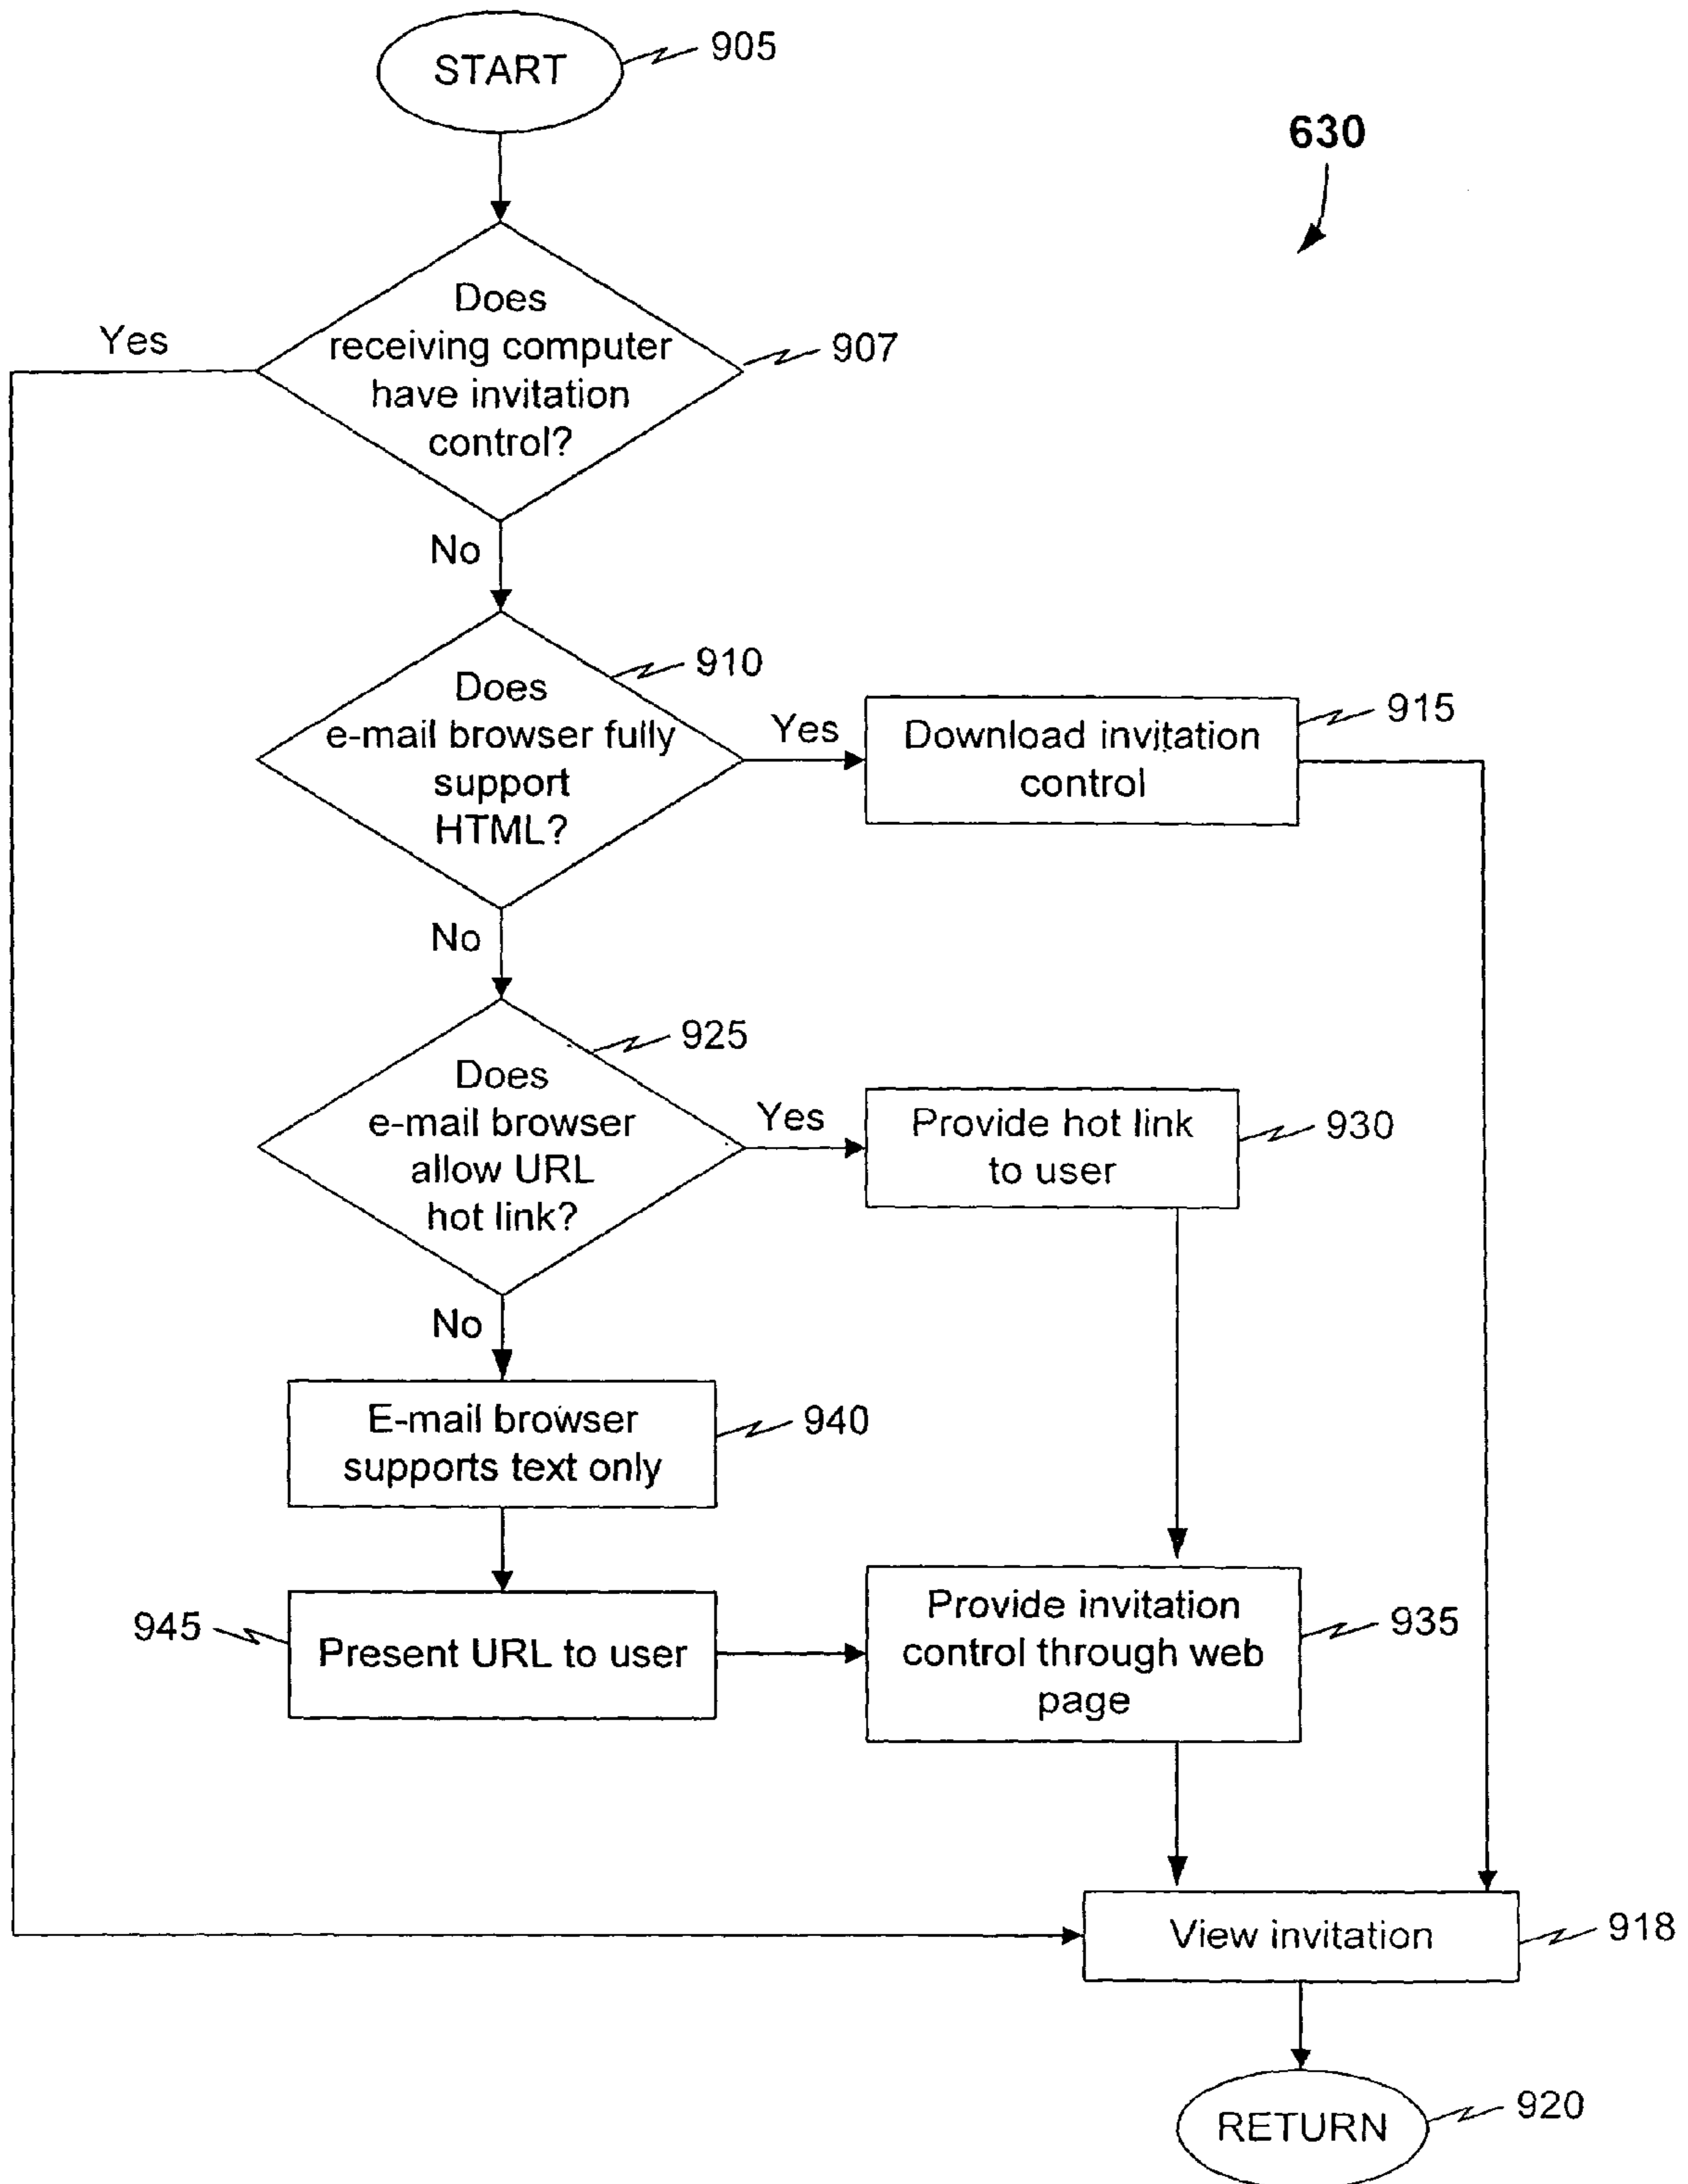 START
905
630
Does
receiving computer
have invitation
control?
907
Yes
No
Does
e-mail browser fully
support
HTML?
910
Yes
Download invitation
control
915
No
Does
e-mail browser
allow URL
hot link?
925
Yes
Provide hot link
to user
930
No
E-mail browser
supports text only
940
945
Present URL to user
Provide invitation
control through web
page
935
View invitation
918
RETURN
920